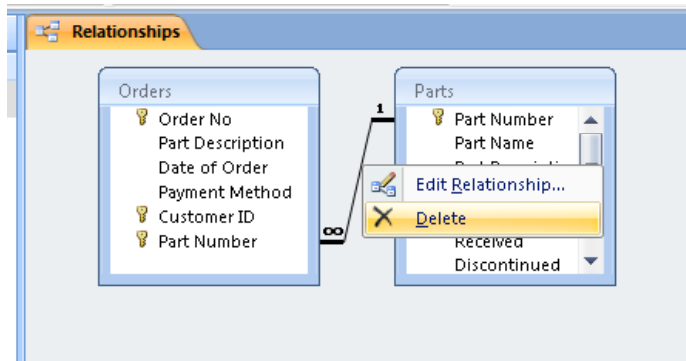 Relationships
Orders
Order No
Part Description
Date of Order
Payment Method
Customer ID
Part Number
∞
1
Parts
Part Number
Part Name
Edit Relationship...
Delete
Received
Discontinued